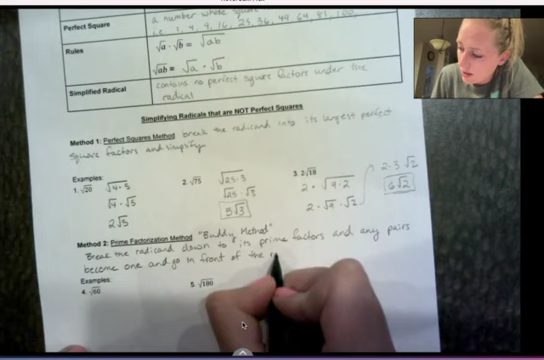 Perfect Square
a number whose square
i.e. 1, 4, 9, 16, 25, 36, 49, 64, 81, 100,
Rules
√a · √b = √ab
√ab = √a · √b
Simplified Radical
contains no perfect square factors under the
radical
Simplifying Radicals that are NOT Perfect Squares
Method 1: Perfect Squares Method break the radicand into its largest perfect
square factors and simplify
Examples:
1. √20
√4·5
√4 · √5
2√5
2. √75
√25·3
√25 · √3
5√3
3. 2√18
2 · √9·2
2 · √9 · √2
2·3√2
6√2
Method 2: Prime Factorization Method "Buddy Method"
Break the radicand down to its prime factors and any pairs
become one and go in front of the
Examples:
4. √60
5. √180